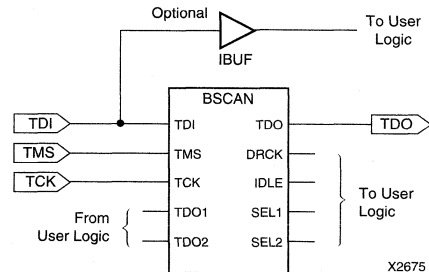 Optional
To User
Logic
IBUF
BSCAN
TDI
TDI
TDO
TDO
TMS
TMS
DRCK
TCK
TCK
IDLE
To User
Logic
From
User Logic
TDO1
SEL1
TDO2
SEL2
X2675